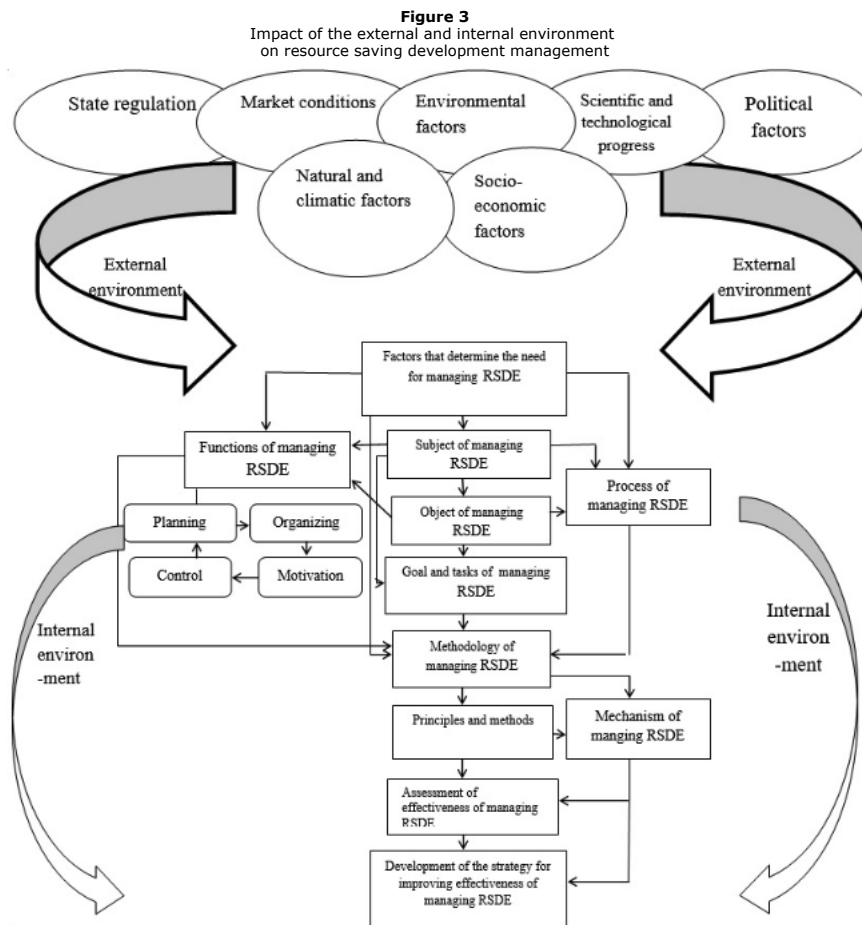 Figure 3
Impact of the external and internal environment
on resource saving development management
State regulation
Market conditions
Environmental
factors
Scientific and
technological
progress
Political
factors
Natural and
climatic factors
Socio-
economic
factors
External
environment
External
environment
Factors that determine the need
for managing RSDE
Functions of managing
RSDE
Subject of managing
RSDE
Process of
managing RSDE
Object of managing
RSDE
Planning
Organizing
Control
Motivation
Goal and tasks of managing
RSDE
Internal
environ
-ment
Internal
environ
-ment
Methodology of
managing RSDE
Principles and methods
Mechanism of
manging RSDE
Assessment of
effectiveness of managing
RSDE
Development of the strategy for
improving effectiveness of
managing RSDE